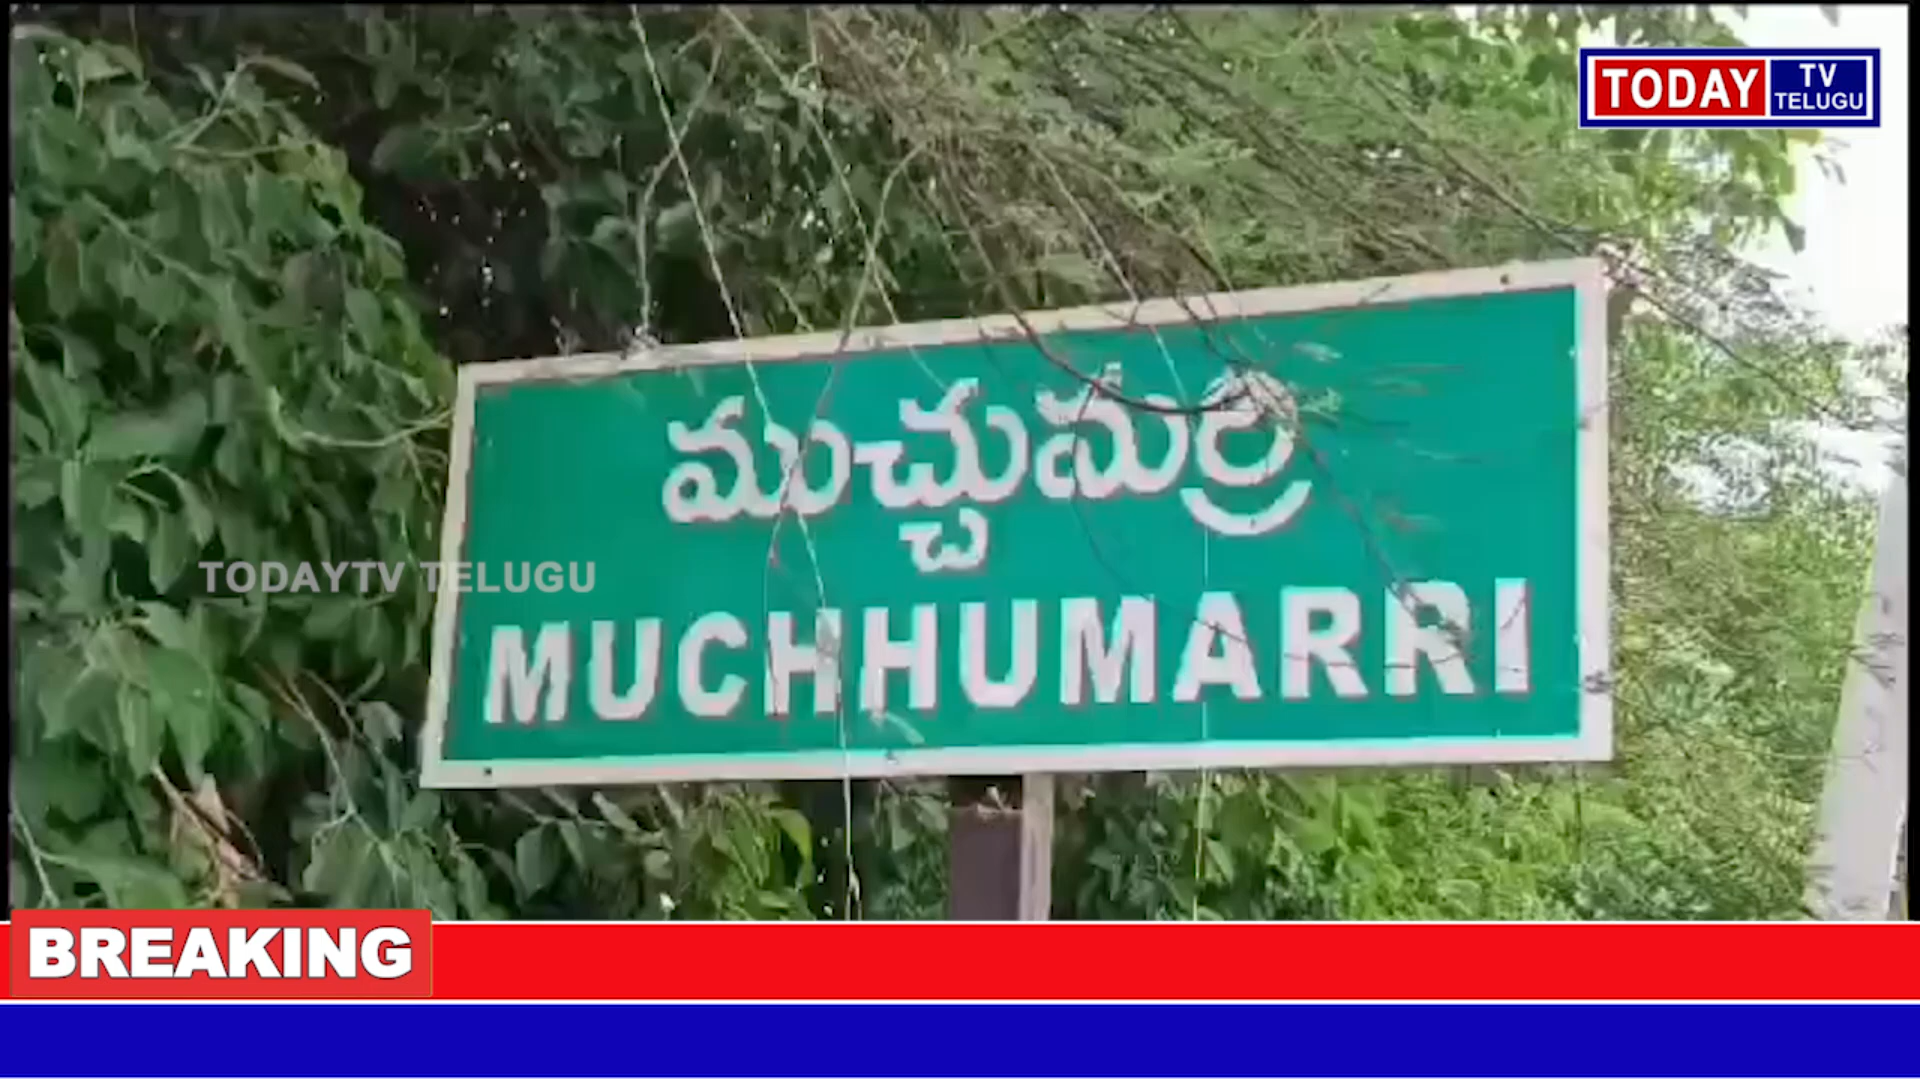 TODAY TV TELUGU
ముచ్చుమర్రి
TODAYTV TELUGU
MUCHHUMARRI
BREAKING